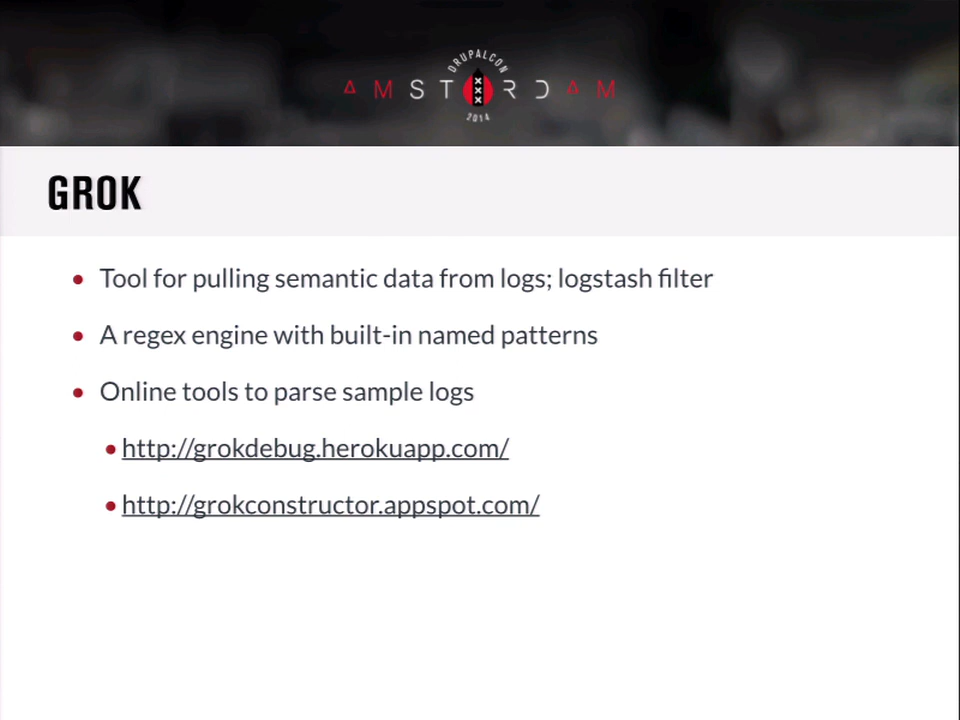 DRUPALCON
AMSTERDAM
2014
GROK
• Tool for pulling semantic data from logs; logstash filter
• A regex engine with built-in named patterns
• Online tools to parse sample logs
• http://grokdebug.herokuapp.com/
• http://grokconstructor.appspot.com/